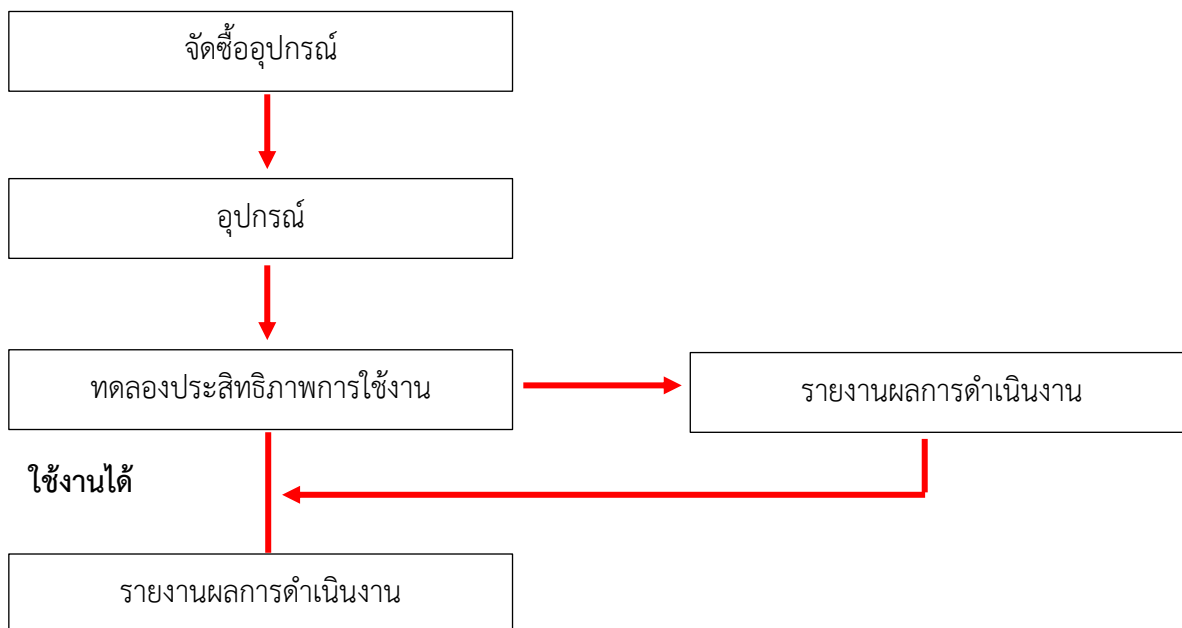 จัดซื้ออุปกรณ์
อุปกรณ์
ทดลองประสิทธิภาพการใช้งาน
รายงานผลการดำเนินงาน
ใช้งานได้
รายงานผลการดำเนินงาน